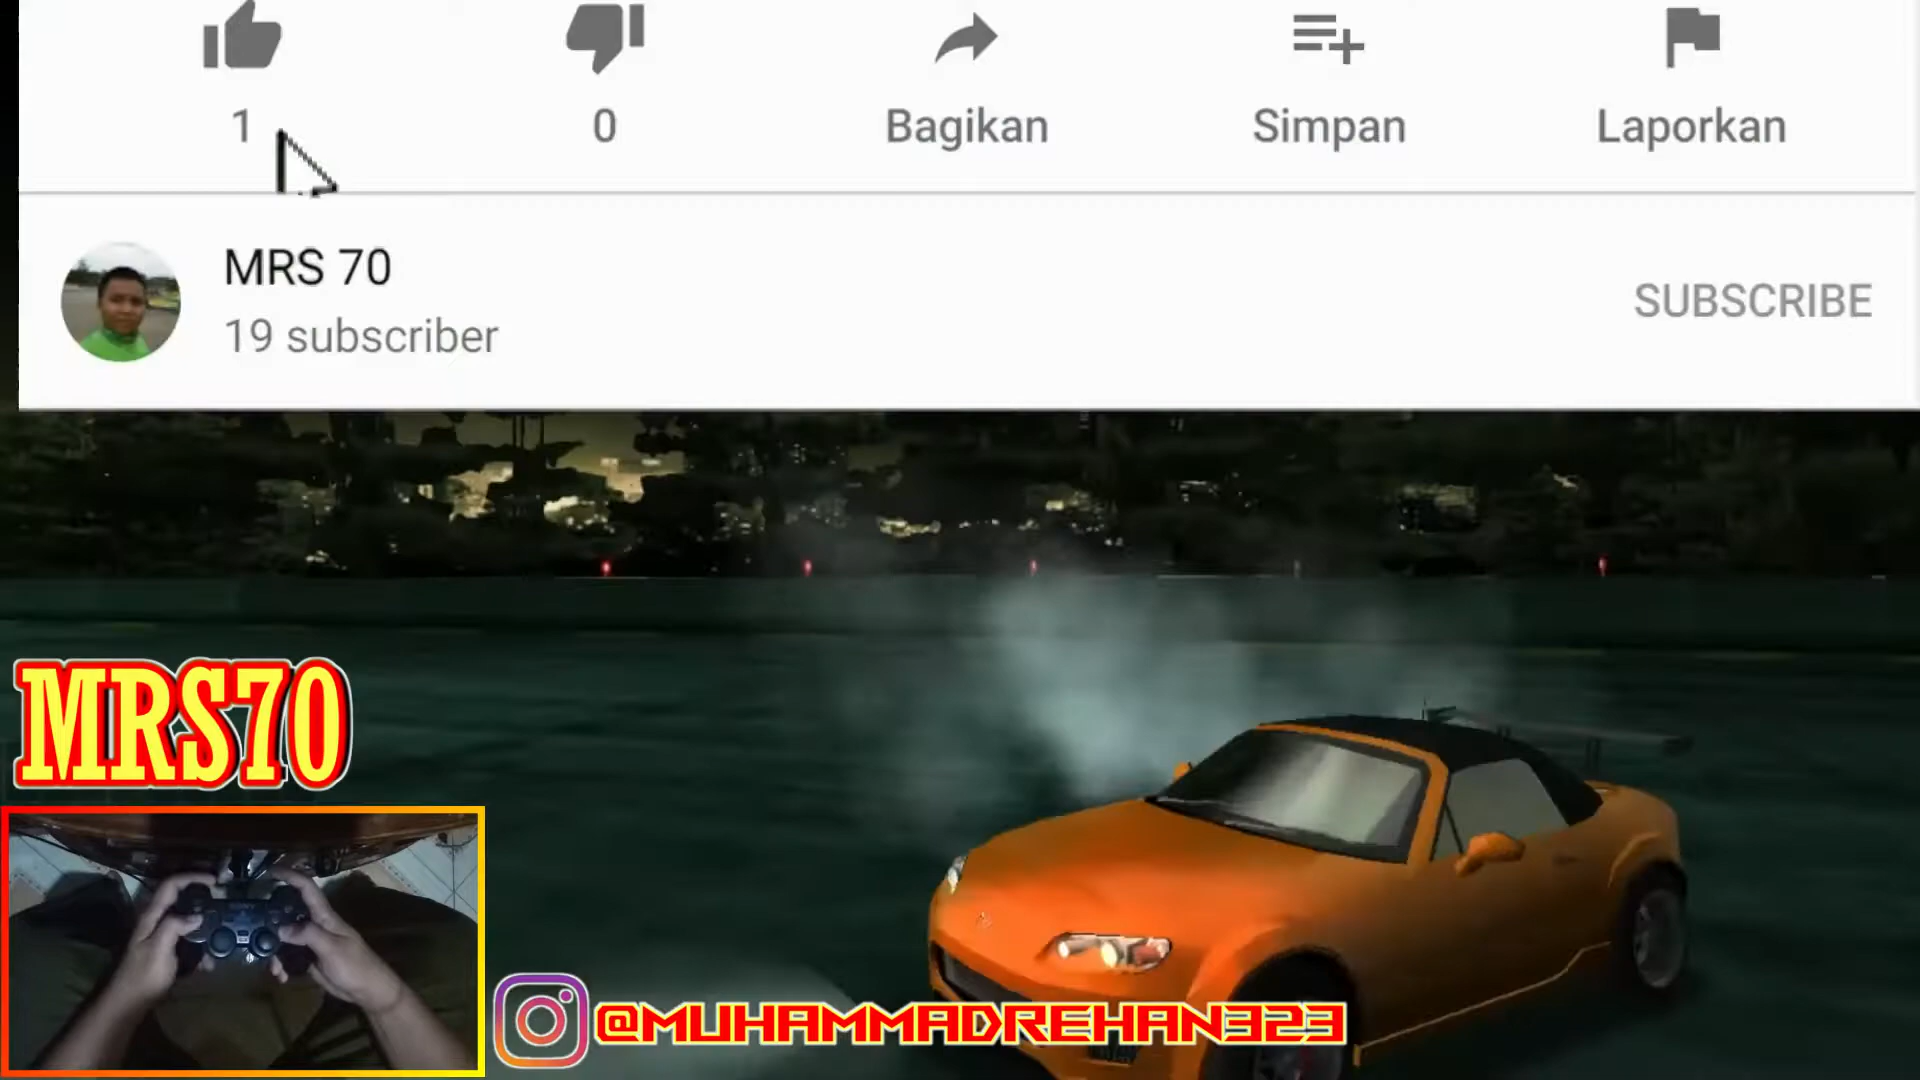 1
0
Bagikan
Simpan
Laporkan
MRS 70
19 subscriber
SUBSCRIBE
MRS70
@MUHAMMADREHAN323